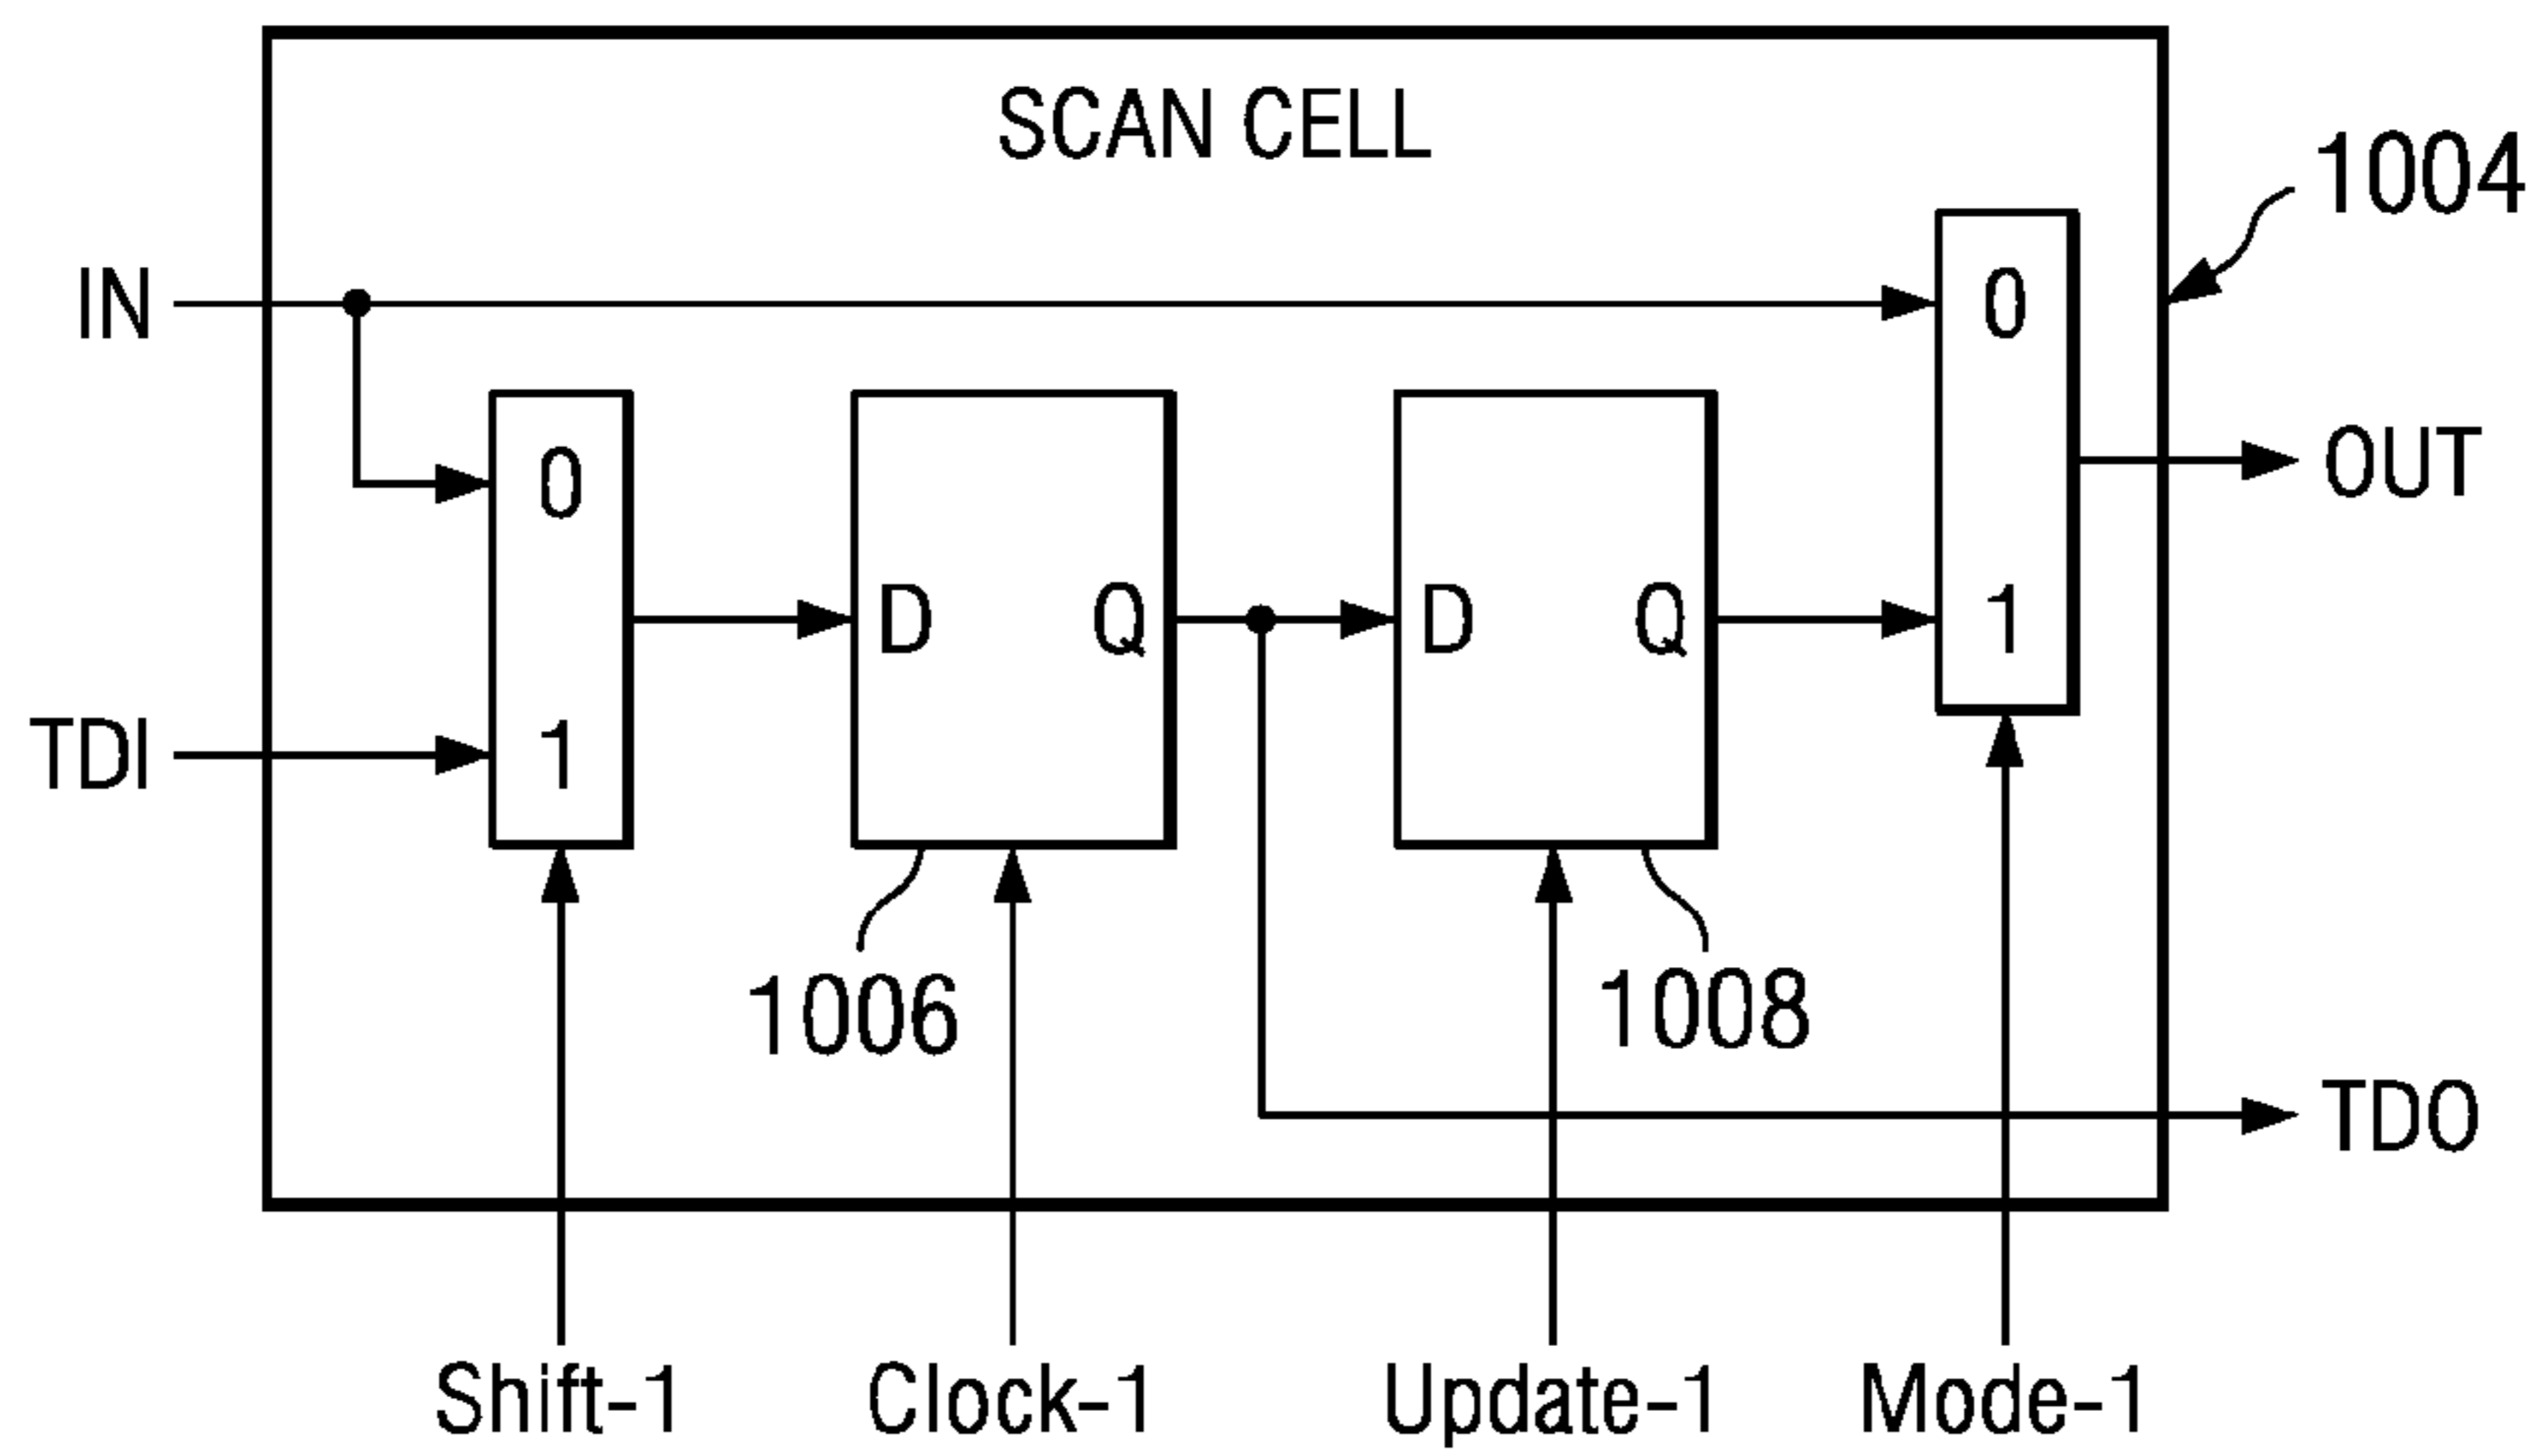 SCAN CELL
1004
IN
0
0
OUT
D
Q
D
Q
1
TDI
1
1006
1008
TDO
Shift-1
Clock-1
Update-1
Mode-1